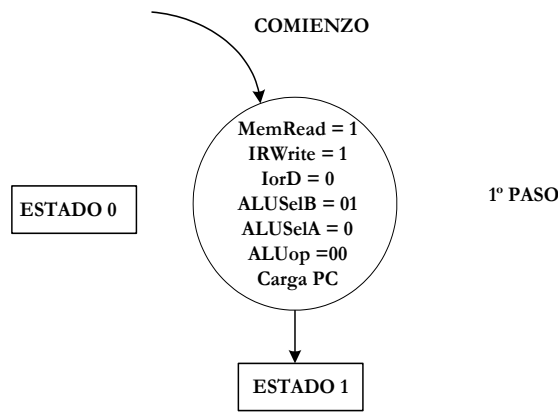 COMIENZO
MemRead = 1
IRWrite = 1
IorD = 0
ALUSelB = 01
ALUSelA = 0
ALUop =00
Carga PC
ESTADO 0
1º PASO
ESTADO 1